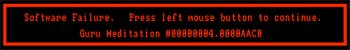 Software Failure.   Press left mouse button to continue.
Guru Meditation #00000004.0000AAC0